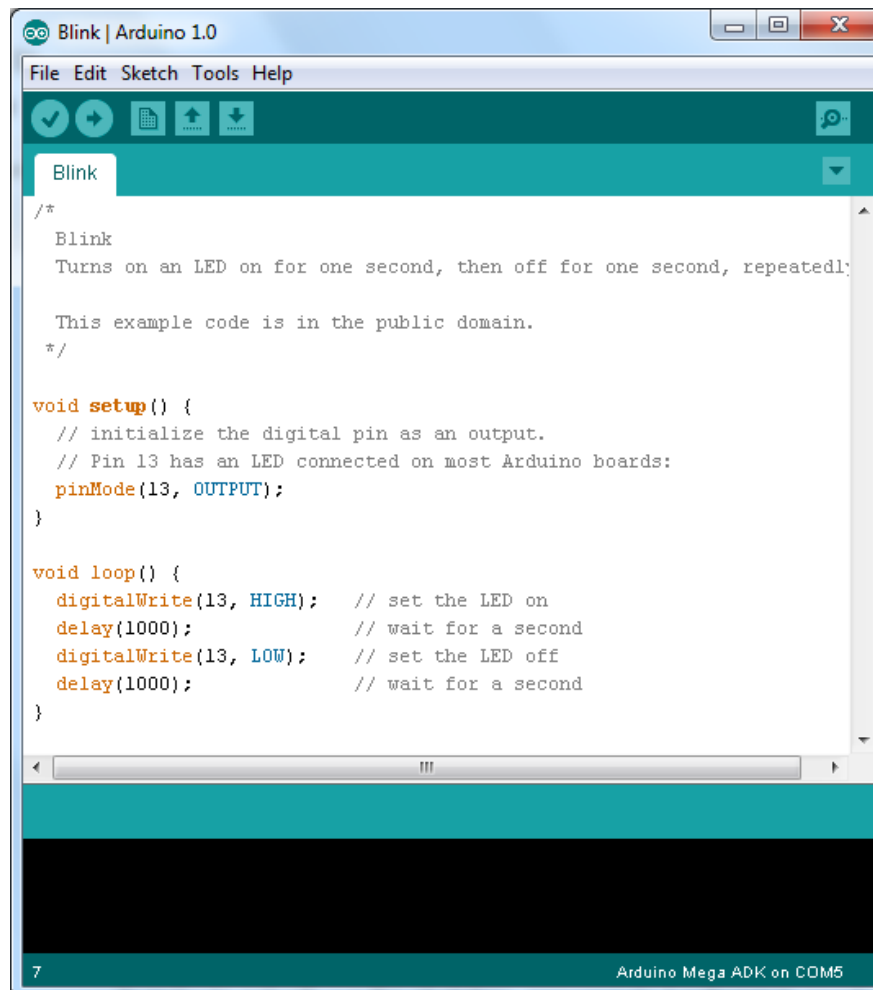 Blink | Arduino 1.0
File Edit Sketch Tools Help
Blink
/*
  Blink
  Turns on an LED on for one second, then off for one second, repeatedly

  This example code is in the public domain.
 */

void setup() {
  // initialize the digital pin as an output.
  // Pin 13 has an LED connected on most Arduino boards:
  pinMode(13, OUTPUT);
}

void loop() {
  digitalWrite(13, HIGH);   // set the LED on
  delay(1000);              // wait for a second
  digitalWrite(13, LOW);    // set the LED off
  delay(1000);              // wait for a second
}
7
Arduino Mega ADK on COM5